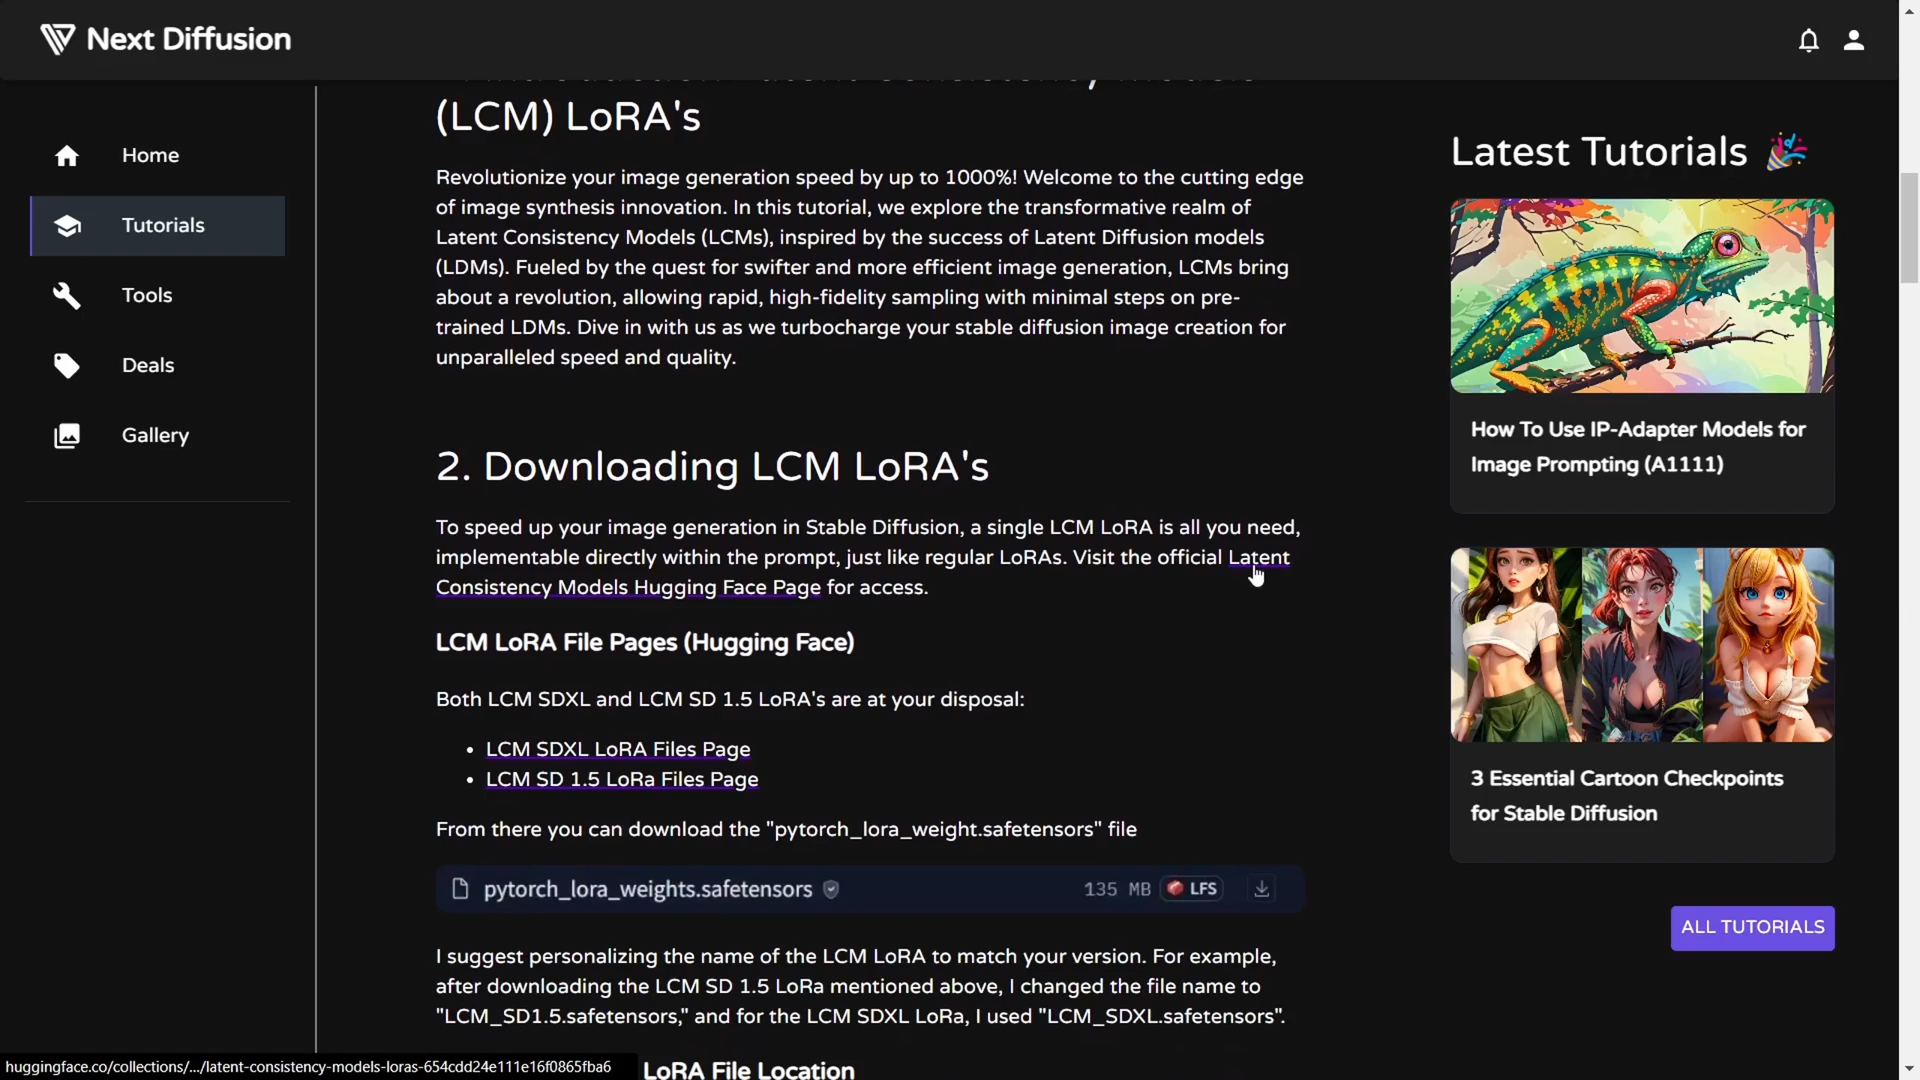 Next Diffusion
Home
Tutorials
Tools
Deals
Gallery
(LCM) LoRA's
Revolutionize your image generation speed by up to 1000%! Welcome to the cutting edge
of image synthesis innovation. In this tutorial, we explore the transformative realm of
Latent Consistency Models (LCMs), inspired by the success of Latent Diffusion models
(LDMs). Fueled by the quest for swifter and more efficient image generation, LCMs bring
about a revolution, allowing rapid, high-fidelity sampling with minimal steps on pre-
trained LDMs. Dive in with us as we turbocharge your stable diffusion image creation for
unparalleled speed and quality.
2. Downloading LCM LoRA's
To speed up your image generation in Stable Diffusion, a single LCM LoRA is all you need,
implementable directly within the prompt, just like regular LoRAs. Visit the official Latent
Consistency Models Hugging Face Page for access.
LCM LoRA File Pages (Hugging Face)
Both LCM SDXL and LCM SD 1.5 LoRA's are at your disposal:
• LCM SDXL LoRA Files Page
• LCM SD 1.5 LoRa Files Page
From there you can download the "pytorch_lora_weight.safetensors" file
pytorch_lora_weights.safetensors 135 MB LFS
I suggest personalizing the name of the LCM LoRA to match your version. For example,
after downloading the LCM SD 1.5 LoRa mentioned above, I changed the file name to
"LCM_SD1.5.safetensors," and for the LCM SDXL LoRa, I used "LCM_SDXL.safetensors".
LoRA File Location
Latest Tutorials 🎉
How To Use IP-Adapter Models for
Image Prompting (A1111)
3 Essential Cartoon Checkpoints
for Stable Diffusion
ALL TUTORIALS
huggingface.co/collections/.../latent-consistency-models-loras-654cdd24e111e16f0865fba6